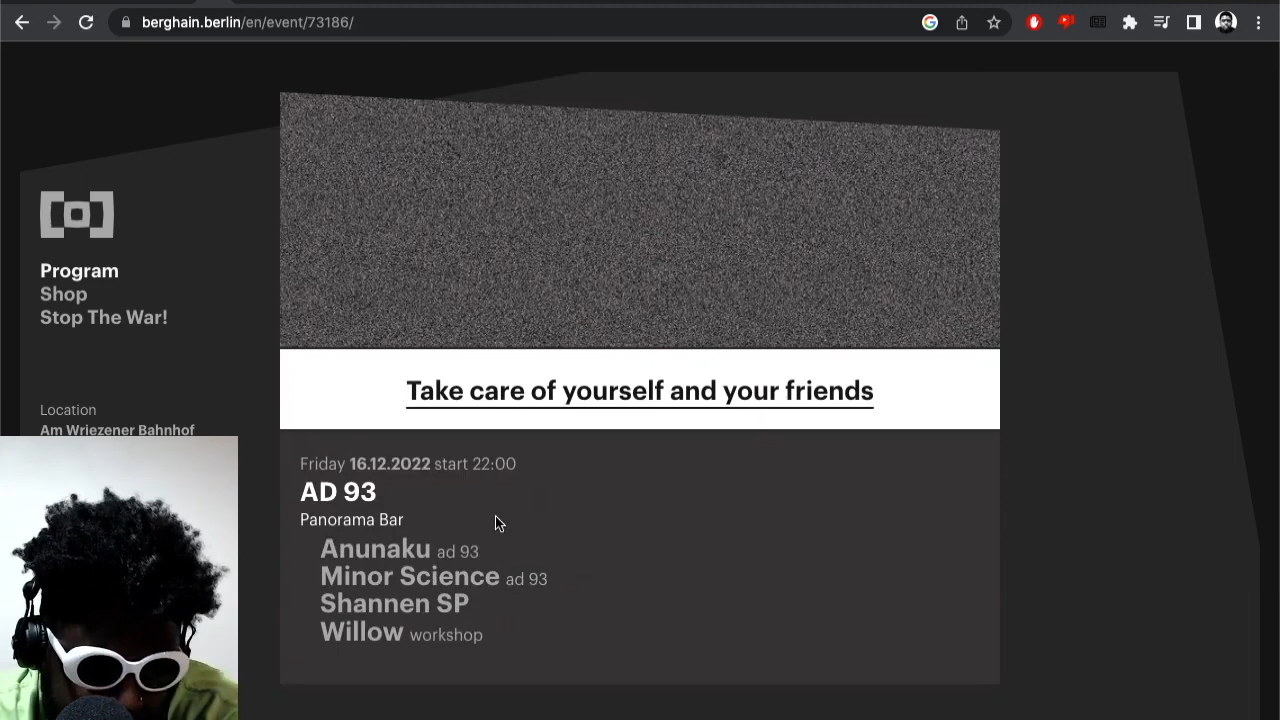 berghain.berlin/en/event/73186/
Program
Shop
Stop The War!
Location
Am Wriezener Bahnhof
Take care of yourself and your friends
Friday 16.12.2022 start 22:00
AD 93
Panorama Bar
Anunaku ad 93
Minor Science ad 93
Shannen SP
Willow workshop